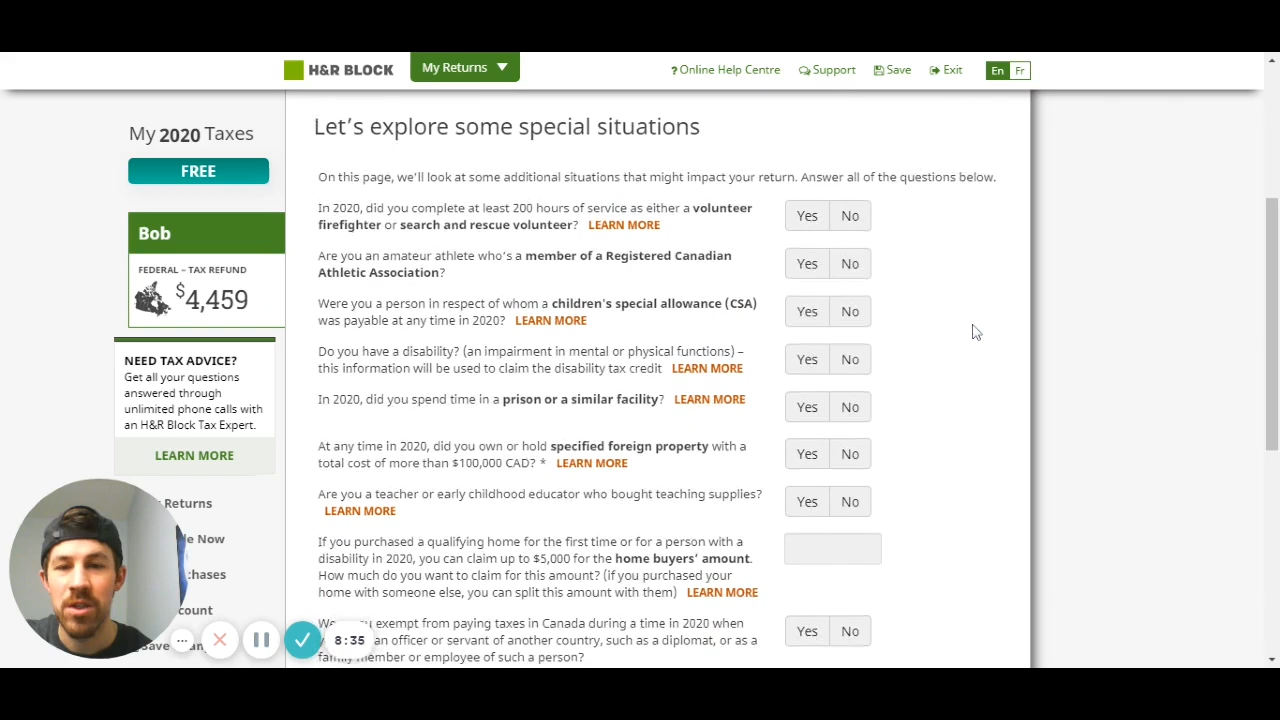 H&R BLOCK
My Returns
? Online Help Centre
Support
Save
Exit
En
Fr
My 2020 Taxes
FREE
Bob
FEDERAL – TAX REFUND
$4,459
NEED TAX ADVICE?
Get all your questions
answered through
unlimited phone calls with
an H&R Block Tax Expert.
LEARN MORE
Returns
Now
8:35
Let's explore some special situations
On this page, we'll look at some additional situations that might impact your return. Answer all of the questions below.
In 2020, did you complete at least 200 hours of service as either a volunteer
firefighter or search and rescue volunteer? LEARN MORE
Yes No
Are you an amateur athlete who's a member of a Registered Canadian
Athletic Association?
Yes No
Were you a person in respect of whom a children's special allowance (CSA)
was payable at any time in 2020? LEARN MORE
Yes No
Do you have a disability? (an impairment in mental or physical functions) –
this information will be used to claim the disability tax credit LEARN MORE
Yes No
In 2020, did you spend time in a prison or a similar facility? LEARN MORE
Yes No
At any time in 2020, did you own or hold specified foreign property with a
total cost of more than $100,000 CAD? * LEARN MORE
Yes No
Are you a teacher or early childhood educator who bought teaching supplies?
LEARN MORE
Yes No
If you purchased a qualifying home for the first time or for a person with a
disability in 2020, you can claim up to $5,000 for the home buyers' amount.
How much do you want to claim for this amount? (if you purchased your
home with someone else, you can split this amount with them) LEARN MORE
exempt from paying taxes in Canada during a time in 2020 when
an officer or servant of another country, such as a diplomat, or as a
family member or employee of such a person?
Yes No